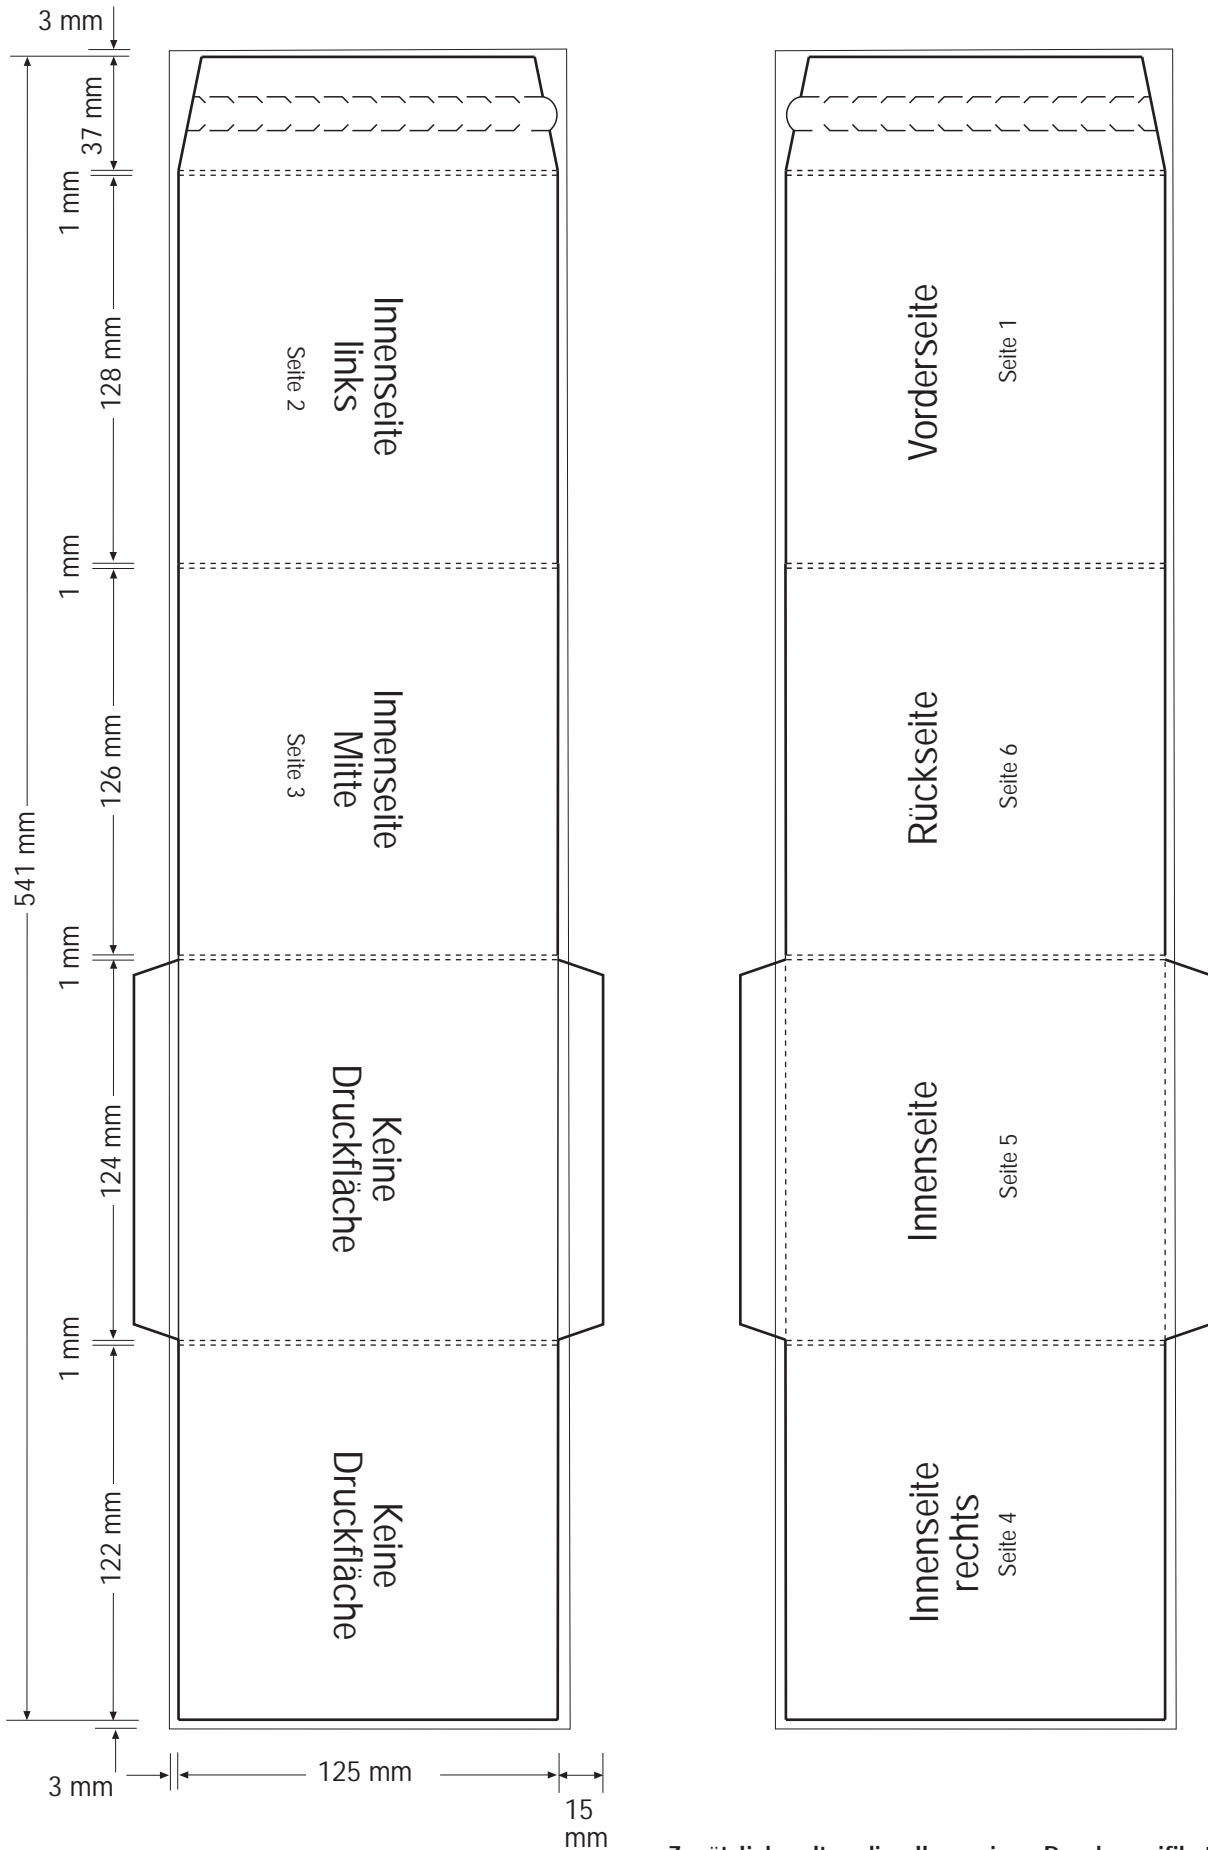 3 mm
37 mm
1 mm
128 mm
1 mm
126 mm
541 mm
1 mm
124 mm
1 mm
122 mm
3 mm
125 mm
15
mm
Innenseite
links
Seite 2
Innenseite
Mitte
Seite 3
Keine
Druckfläche
Keine
Druckfläche
Vorderseite
Seite 1
Rückseite
Seite 6
Innenseite
Seite 5
Innenseite
rechts
Seite 4